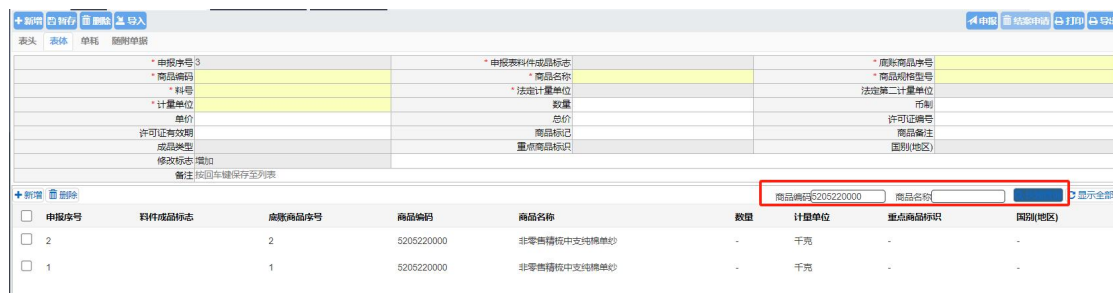 +新增 暂存 删除 导入 申报 结案申请 打印 导出
表头 表体 单耗 随附单据
* 申报序号 3 * 申报表料件成品标志 * 底账商品序号
* 商品编码 * 商品名称 * 商品规格型号
* 料号 * 法定计量单位 法定第二计量单位
* 计量单位 数量 币制
单价 总价 许可证编号
许可证有效期 商品标记 商品备注
成品类型 重点商品标识 国别(地区)
修改标志 增加
备注 按回车键保存至列表
+新增 删除 商品编码 5205220000 商品名称 显示全部
申报序号 料件成品标志 底账商品序号 商品编码 商品名称 数量 计量单位 重点商品标识 国别(地区)
2 2 5205220000 非零售精梳中支纯棉单纱 - 千克 - -
1 1 5205220000 非零售精梳中支纯棉单纱 - 千克 - -